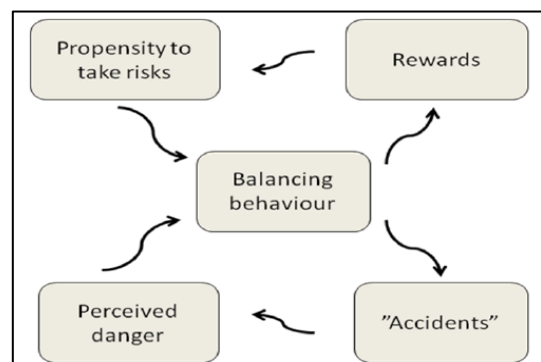 Propensity to
take risks
Rewards
Balancing
behaviour
Perceived
danger
”Accidents”